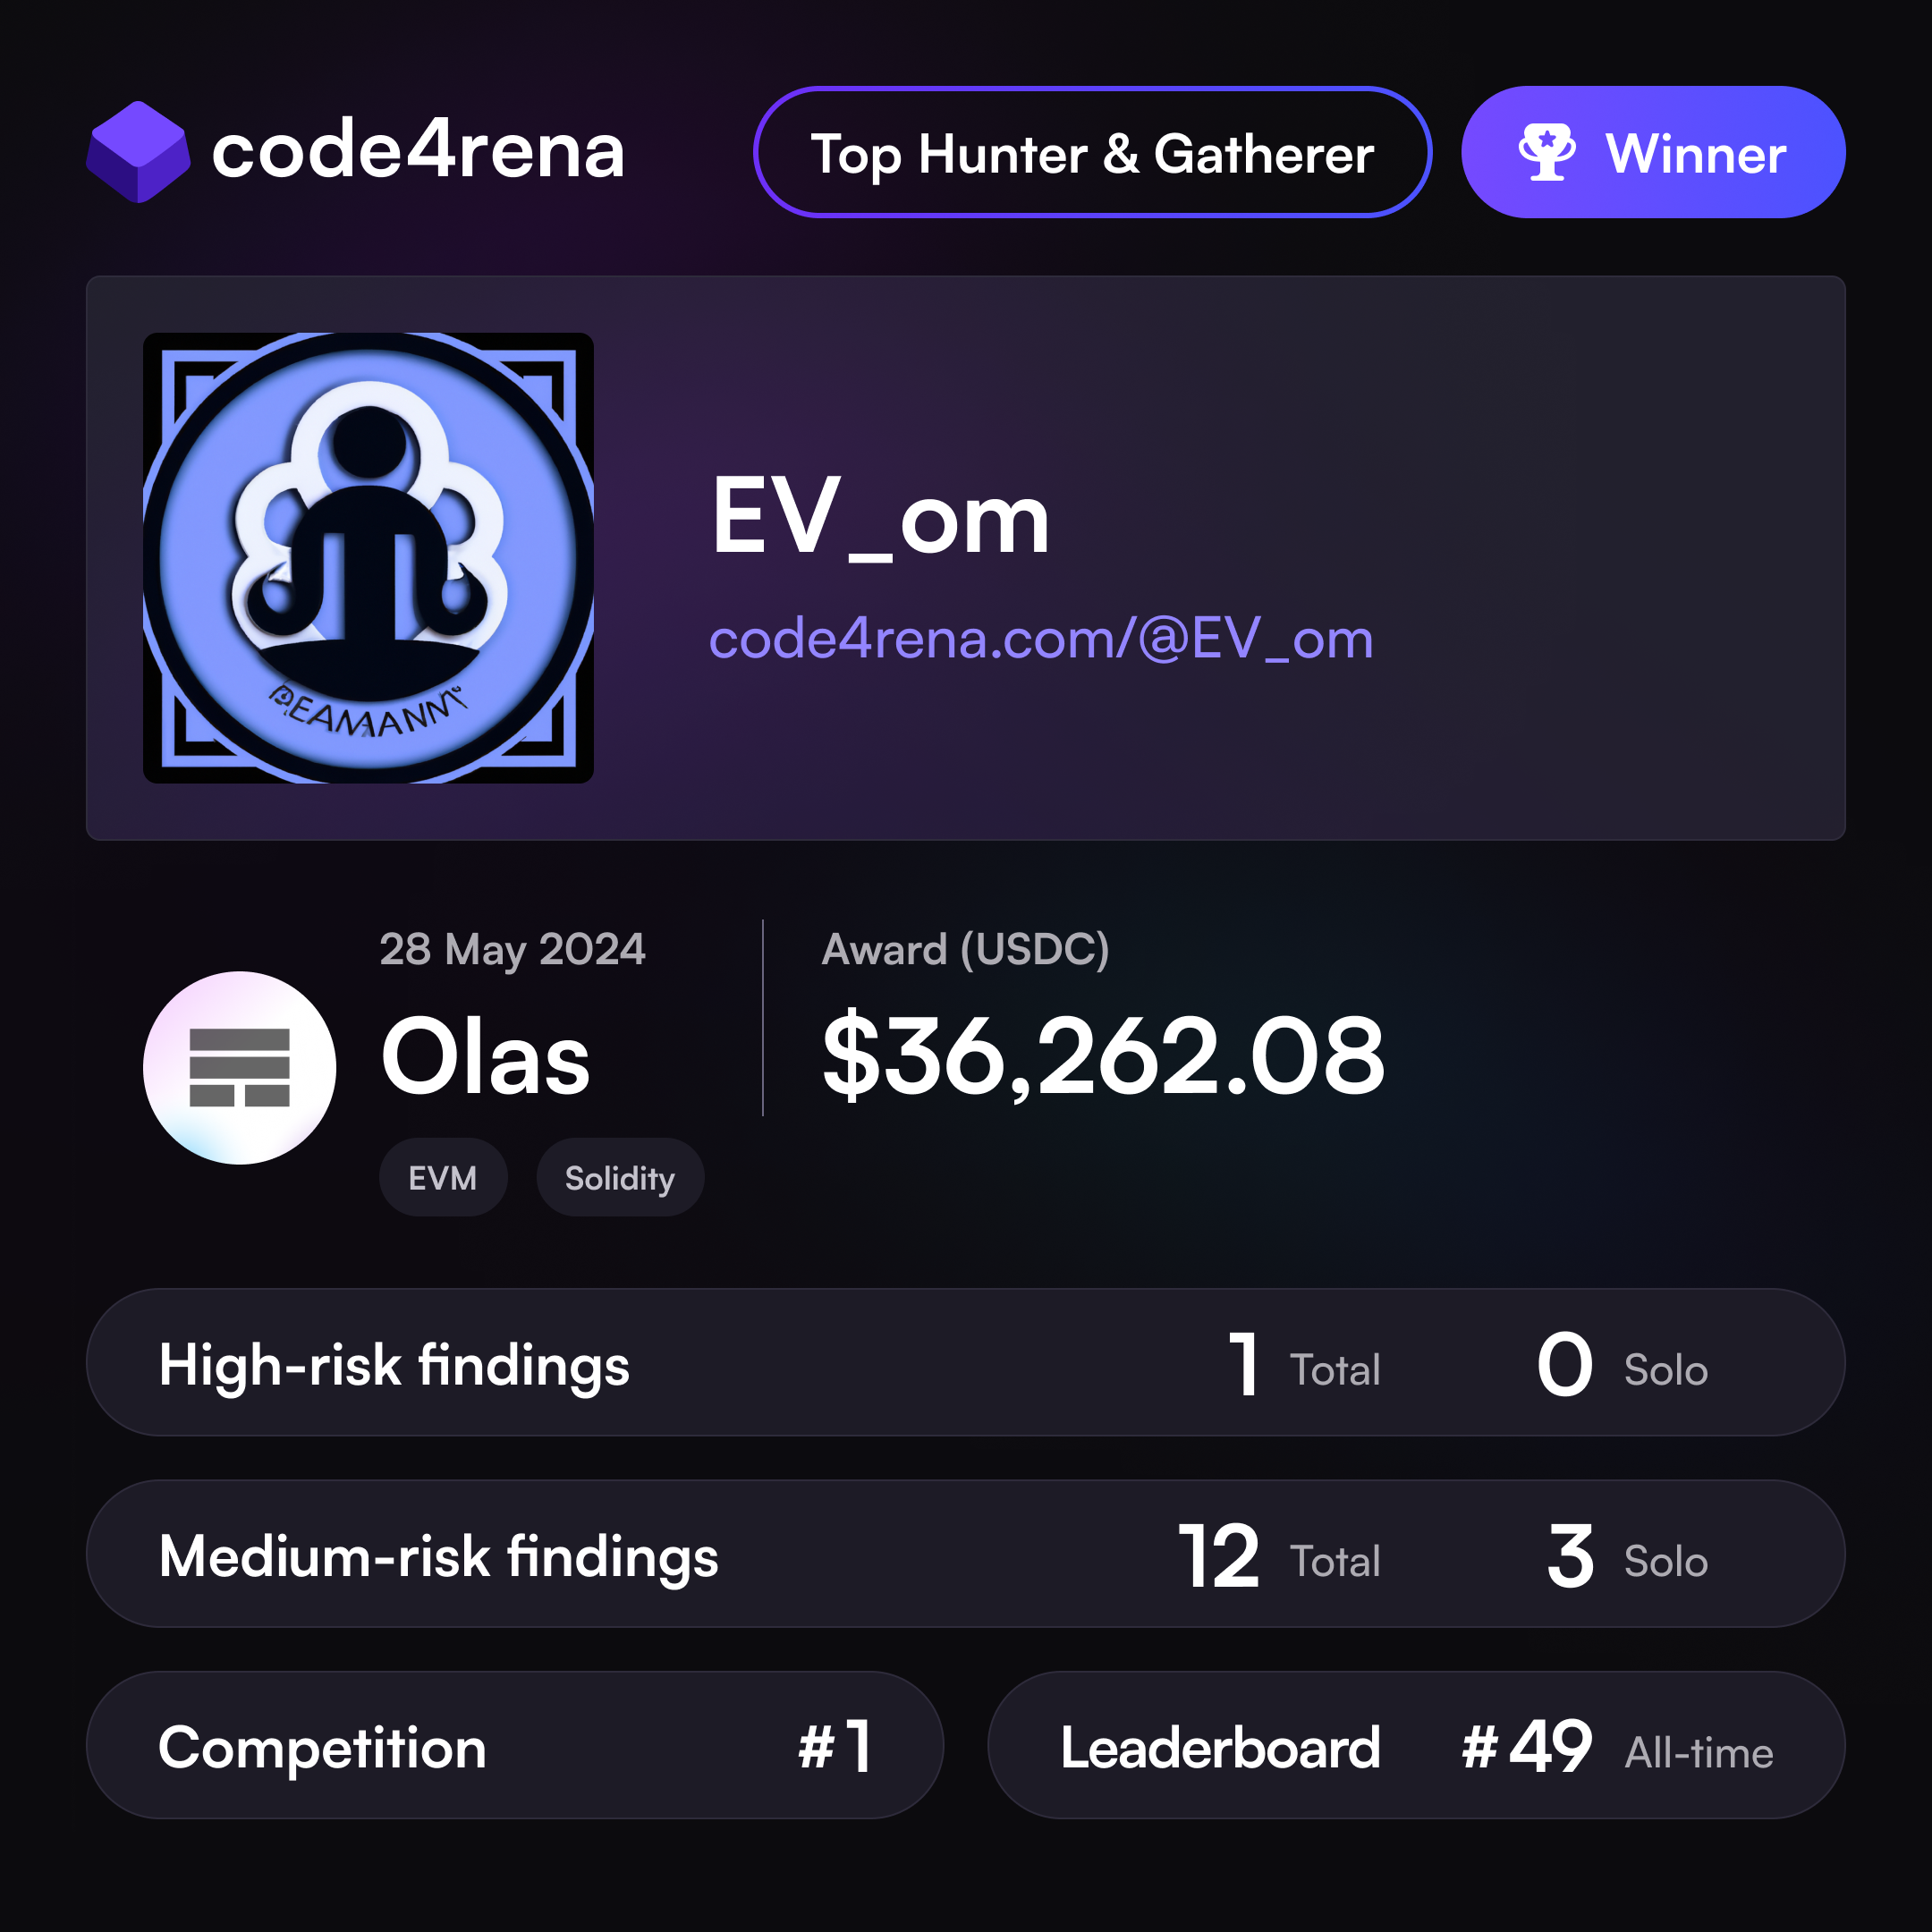 code4rena
Top Hunter & Gatherer
Winner
EV_om
code4rena.com/@EV_om
28 May 2024
Olas
EVM
Solidity
Award (USDC)
$36,262.08
High-risk findings 1 Total 0 Solo
Medium-risk findings 12 Total 3 Solo
Competition #1
Leaderboard #49 All-time